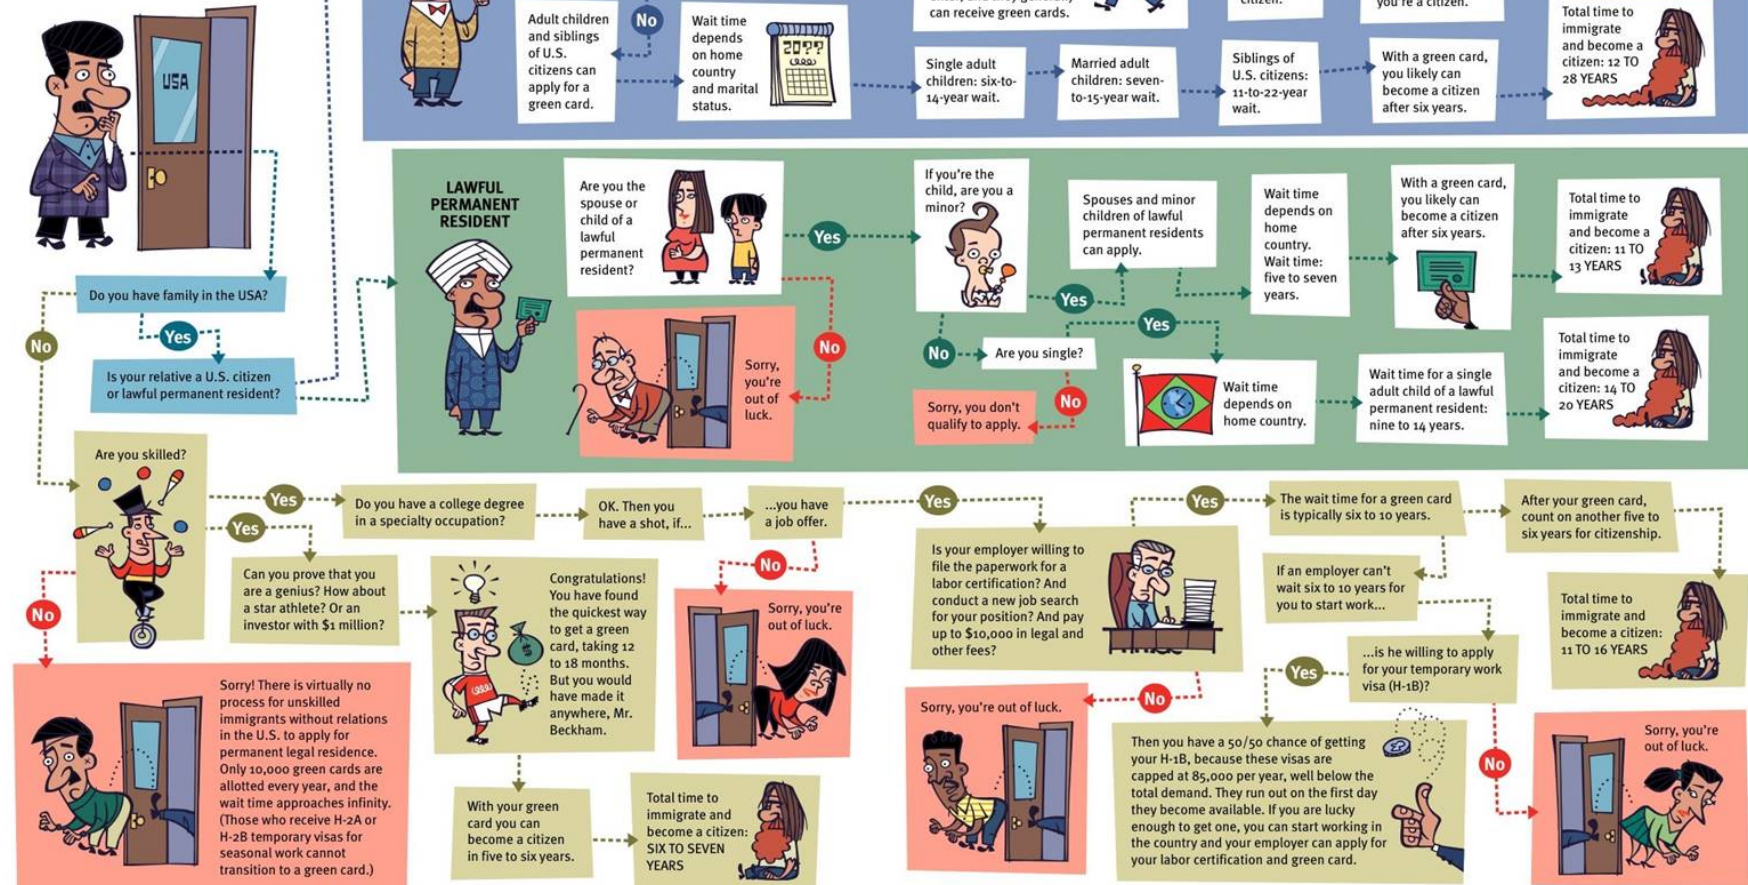 USA
Do you have family in the USA?
Yes
No
Is your relative a U.S. citizen
or lawful permanent resident?
No
Adult children
and siblings
of U.S.
citizens can
apply for a
green card.
Wait time
depends
on home
country
and marital
status.
20??
can receive green cards.
citizen.
you're a citizen.
Single adult
children: six-to-
14-year wait.
Married adult
children: seven-
to-15-year wait.
Siblings of
U.S. citizens:
11-to-22-year
wait.
With a green card,
you likely can
become a citizen
after six years.
Total time to
immigrate
and become a
citizen: 12 TO
28 YEARS
LAWFUL
PERMANENT
RESIDENT
Are you the
spouse or
child of a
lawful
permanent
resident?
Yes
No
Sorry,
you're
out of
luck.
If you're the
child, are you a
minor?
Yes
Spouses and minor
children of lawful
permanent residents
can apply.
Wait time
depends on
home
country.
Wait time:
five to seven
years.
With a green card,
you likely can
become a citizen
after six years.
Total time to
immigrate
and become a
citizen: 11 TO
13 YEARS
No
Are you single?
Yes
No
Sorry, you don't
qualify to apply.
Wait time
depends on
home country.
Wait time for a single
adult child of a lawful
permanent resident:
nine to 14 years.
Total time to
immigrate
and become a
citizen: 14 TO
20 YEARS
Are you skilled?
Yes
Do you have a college degree
in a specialty occupation?
OK. Then you
have a shot, if...
...you have
a job offer.
Yes
No
Sorry, you're
out of luck.
Yes
Can you prove that you
are a genius? How about
a star athlete? Or an
investor with $1 million?
Congratulations!
You have found
the quickest way
to get a green
card, taking 12
to 18 months.
But you would
have made it
anywhere, Mr.
Beckham.
$
With your green
card you can
become a citizen
in five to six years.
Total time to
immigrate and
become a citizen:
SIX TO SEVEN
YEARS
No
Sorry! There is virtually no
process for unskilled
immigrants without relations
in the U.S. to apply for
permanent legal residence.
Only 10,000 green cards are
allotted every year, and the
wait time approaches infinity.
(Those who receive H-2A or
H-2B temporary visas for
seasonal work cannot
transition to a green card.)
Is your employer willing to
file the paperwork for a
labor certification? And
conduct a new job search
for your position? And pay
up to $10,000 in legal and
other fees?
Yes
The wait time for a green card
is typically six to 10 years.
After your green card,
count on another five to
six years for citizenship.
Total time to
immigrate and
become a citizen:
11 TO 16 YEARS
If an employer can't
wait six to 10 years for
you to start work...
...is he willing to apply
for your temporary work
visa (H-1B)?
Yes
No
Sorry, you're out of luck.
Then you have a 50/50 chance of getting
your H-1B, because these visas are
capped at 85,000 per year, well below the
total demand. They run out on the first day
they become available. If you are lucky
enough to get one, you can start working in
the country and your employer can apply for
your labor certification and green card.
No
Sorry, you're
out of luck.